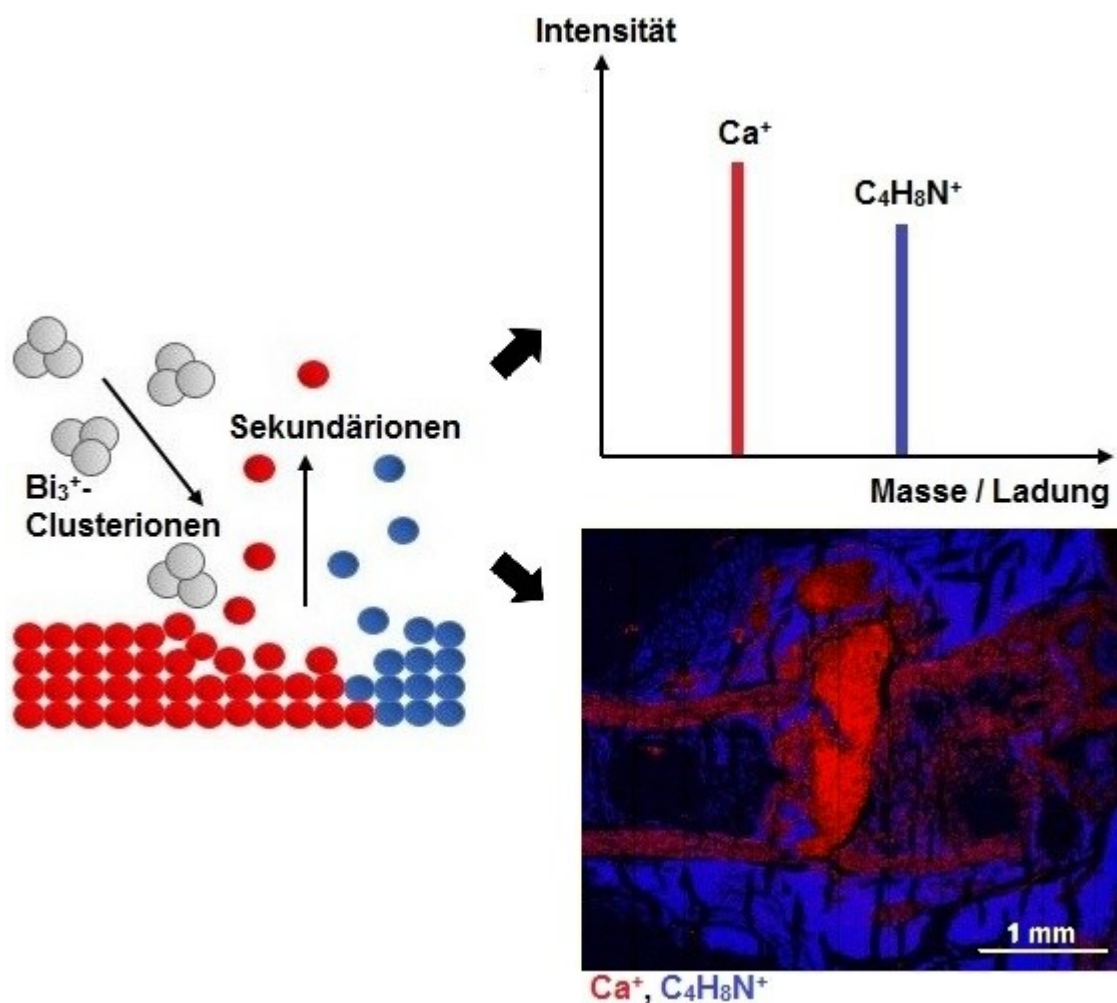 Intensität
Ca⁺
C₄H₈N⁺
Sekundärionen
Bi₃⁺-
Clusterionen
Masse / Ladung
1 mm
Ca⁺, C₄H₈N⁺